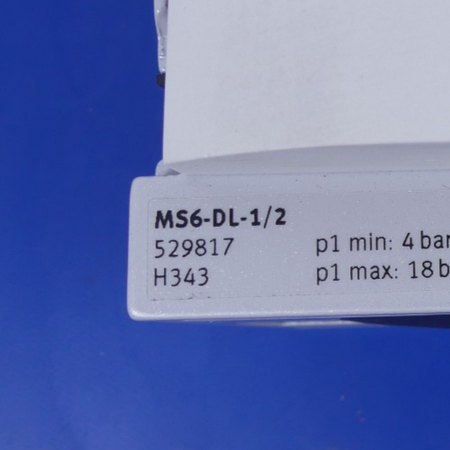 MS6-DL-1/2
529817 p1 min: 4 bar
H343 p1 max: 18 b